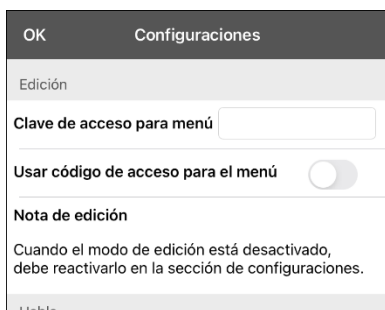 OK Configuraciones
Edición
Clave de acceso para menú
Usar código de acceso para el menú
Nota de edición
Cuando el modo de edición está desactivado,
debe reactivarlo en la sección de configuraciones.